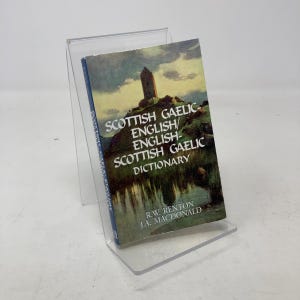 SCOTTISH GAELIC-
ENGLISH/
ENGLISH-
SCOTTISH GAELIC
DICTIONARY
R.W. RENTON
J.A. MACDONALD